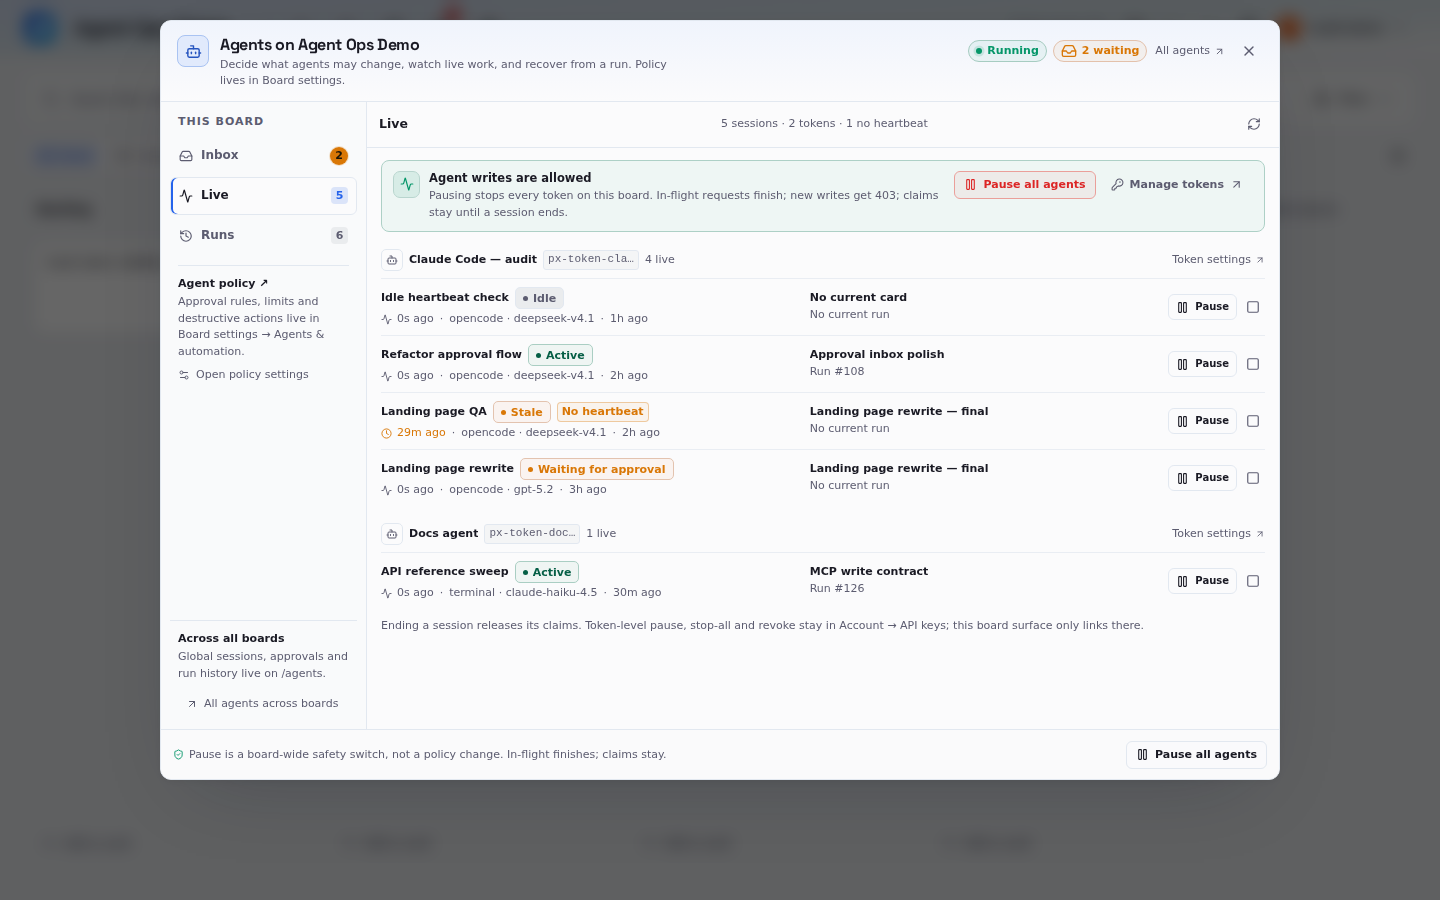 Agents on Agent Ops Demo
Decide what agents may change, watch live work, and recover from a run. Policy
lives in Board settings.
Running
2 waiting
All agents ↗
THIS BOARD
Inbox
2
Live
5
Runs
6
Agent policy ↗
Approval rules, limits and
destructive actions live in
Board settings → Agents &
automation.
Open policy settings
Across all boards
Global sessions, approvals and
run history live on /agents.
All agents across boards
Live
5 sessions · 2 tokens · 1 no heartbeat
Agent writes are allowed
Pausing stops every token on this board. In-flight requests finish; new writes get 403; claims
stay until a session ends.
Pause all agents
Manage tokens
Claude Code — audit px-token-cla… 4 live
Token settings
Idle heartbeat check Idle
0s ago · opencode · deepseek-v4.1 · 1h ago
No current card
No current run
Pause
Refactor approval flow Active
0s ago · opencode · deepseek-v4.1 · 2h ago
Approval inbox polish
Run #108
Pause
Landing page QA Stale No heartbeat
29m ago · opencode · deepseek-v4.1 · 2h ago
Landing page rewrite — final
No current run
Pause
Landing page rewrite Waiting for approval
0s ago · opencode · gpt-5.2 · 3h ago
Landing page rewrite — final
No current run
Pause
Docs agent px-token-doc… 1 live
Token settings
API reference sweep Active
0s ago · terminal · claude-haiku-4.5 · 30m ago
MCP write contract
Run #126
Pause
Ending a session releases its claims. Token-level pause, stop-all and revoke stay in Account → API keys; this board surface only links there.
Pause is a board-wide safety switch, not a policy change. In-flight finishes; claims stay.
Pause all agents